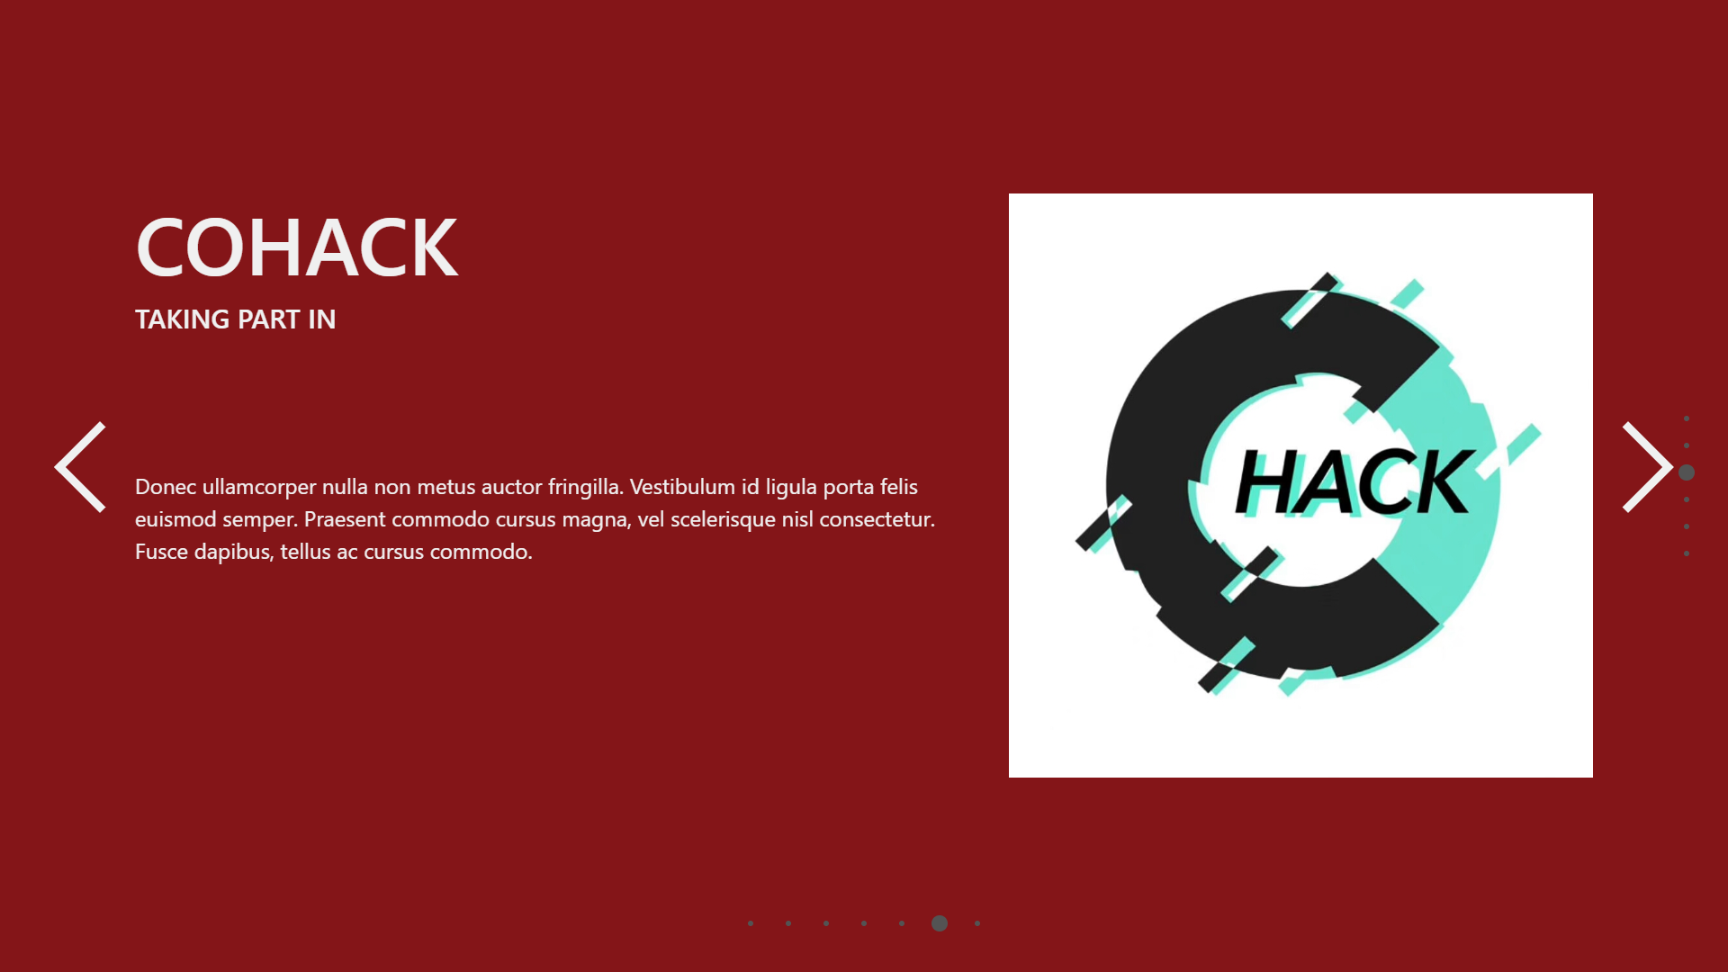 COHACK
TAKING PART IN
Donec ullamcorper nulla non metus auctor fringilla. Vestibulum id ligula porta felis
euismod semper. Praesent commodo cursus magna, vel scelerisque nisl consectetur.
Fusce dapibus, tellus ac cursus commodo.
HACK